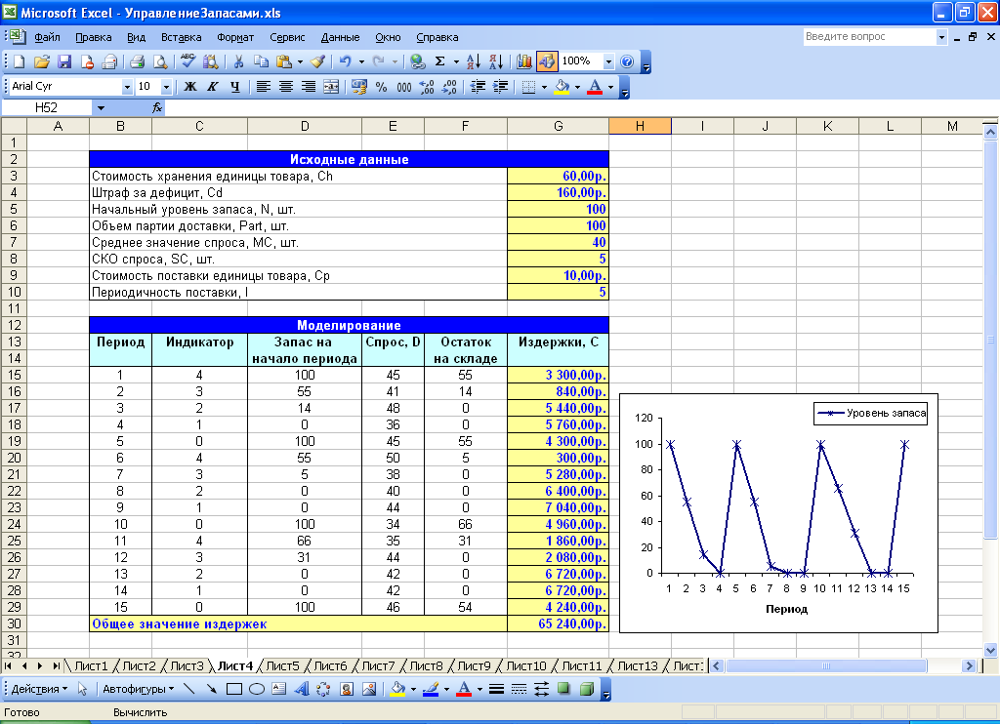 Microsoft Excel - УправлениеЗапасами.xls
Файл Правка Вид Вставка Формат Сервис Данные Окно Справка Введите вопрос
100%
Arial Cyr 10 Ж К Ч % 000
H52 fx
A B C D E F G H I J K L M
1
2 Исходные данные
3 Стоимость хранения единицы товара, Ch 60,00р.
4 Штраф за дефицит, Cd 160,00р.
5 Начальный уровень запаса, N, шт. 100
6 Объем партии доставки, Part, шт. 100
7 Среднее значение спроса, МС, шт. 40
8 СКО спроса, SC, шт. 5
9 Стоимость поставки единицы товара, Ср 10,00р.
10 Периодичность поставки, I 5
11
12 Моделирование
13 Период Индикатор Запас на Спрос, D Остаток Издержки, С
14 начало периода на складе
15 1 4 100 45 55 3 300,00р.
16 2 3 55 41 14 840,00р.
17 3 2 14 48 0 5 440,00р.
18 4 1 0 36 0 5 760,00р.
19 5 0 100 45 55 4 300,00р.
20 6 4 55 50 5 300,00р.
21 7 3 5 38 0 5 280,00р.
22 8 2 0 40 0 6 400,00р.
23 9 1 0 44 0 7 040,00р.
24 10 0 100 34 66 4 960,00р.
25 11 4 66 35 31 1 860,00р.
26 12 3 31 44 0 2 080,00р.
27 13 2 0 42 0 6 720,00р.
28 14 1 0 42 0 6 720,00р.
29 15 0 100 46 54 4 240,00р.
30 Общее значение издержек 65 240,00р.
31
32
Уровень запаса
120
100
80
60
40
20
0
1 2 3 4 5 6 7 8 9 10 11 12 13 14 15
Период
Лист1 Лист2 Лист3 Лист4 Лист5 Лист6 Лист7 Лист8 Лист9 Лист10 Лист11 Лист13 Лист
Действия Автофигуры
Готово Вычислить